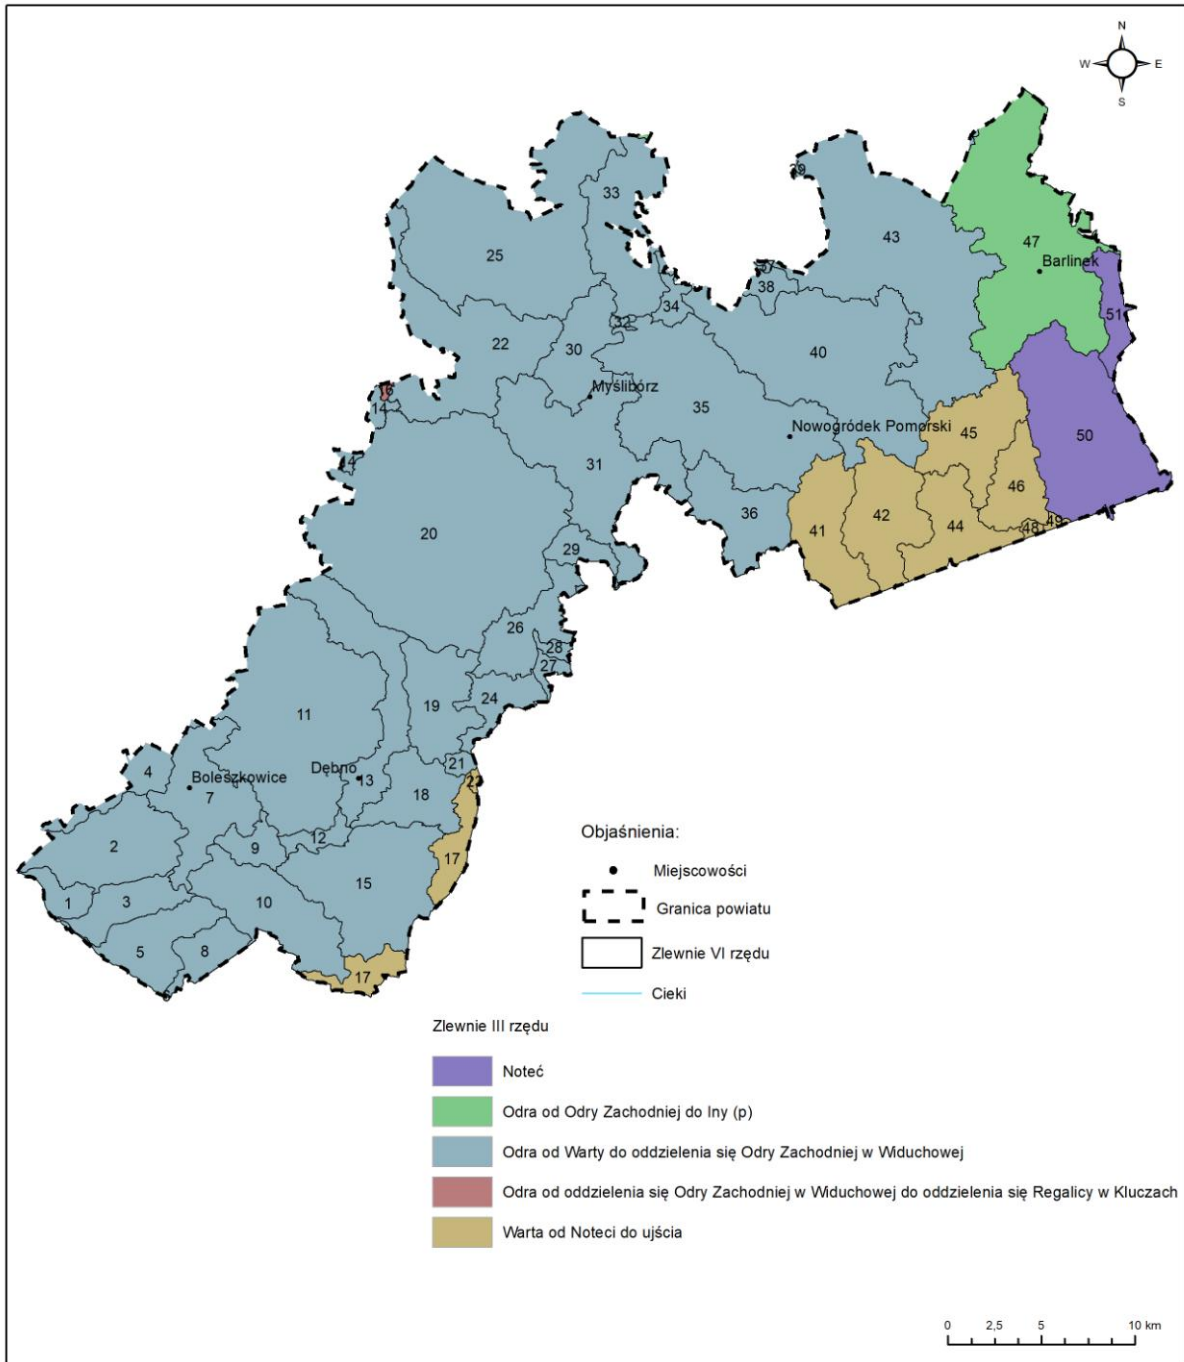 N
W E
S
47
Barlinek
33
39
43
25
51
37
38
34
32
30
22
40
Myślibórz
35
14
Nowogródek Pomorski
45
50
31
14
46
36
20
41
42
44
48
49
29
26
28
27
24
19
11
21
4
Dębno
13
Boleszkowice
7
18
12
2
9
17
15
1
3
10
5
8
17
Objaśnienia:
Miejscowości
Granica powiatu
Zlewnie VI rzędu
Cieki
Zlewnie III rzędu
Noteć
Odra od Odry Zachodniej do Iny (p)
Odra od Warty do oddzielenia się Odry Zachodniej w Widuchowej
Odra od oddzielenia się Odry Zachodniej w Widuchowej do oddzielenia się Regalicy w Kluczach
Warta od Noteci do ujścia
0 2,5 5 10 km